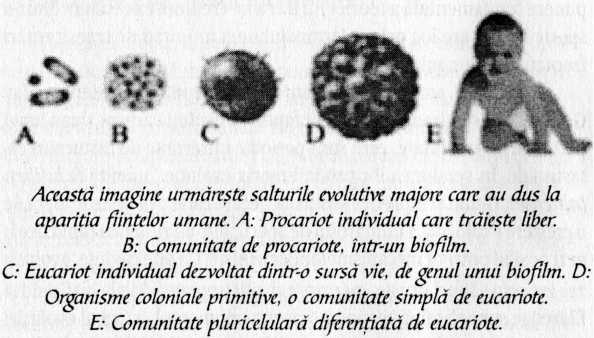 A B C D E
Această imagine urmărește salturile evolutive majore care au dus la
aparitia ființelor umane. A: Procariot individual care trăiește liber.
B: Comunitate de procariote, într-un biofilm.
C: Eucariot individual dezvoltat dintr-o sursă vie, de genul unui biofilm. D:
Organisme coloniale primitive, o comunitate simplă de eucariote.
E: Comunitate pluricelulară diferențiată de eucariote.